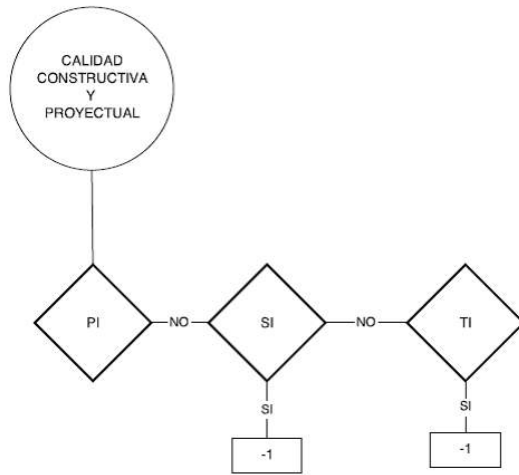 CALIDAD
CONSTRUCTIVA
Y
PROYECTUAL
PI
NO
SI
NO
TI
SI
SI
-1
-1